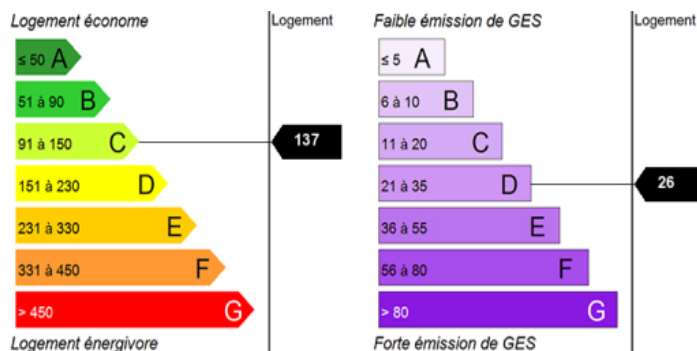 Logement économe
Logement
≤ 50 A
51 à 90 B
91 à 150 C
137
151 à 230 D
231 à 330 E
331 à 450 F
> 450 G
Logement énergivore
Faible émission de GES
Logement
≤ 5 A
6 à 10 B
11 à 20 C
21 à 35 D
26
36 à 55 E
56 à 80 F
> 80 G
Forte émission de GES